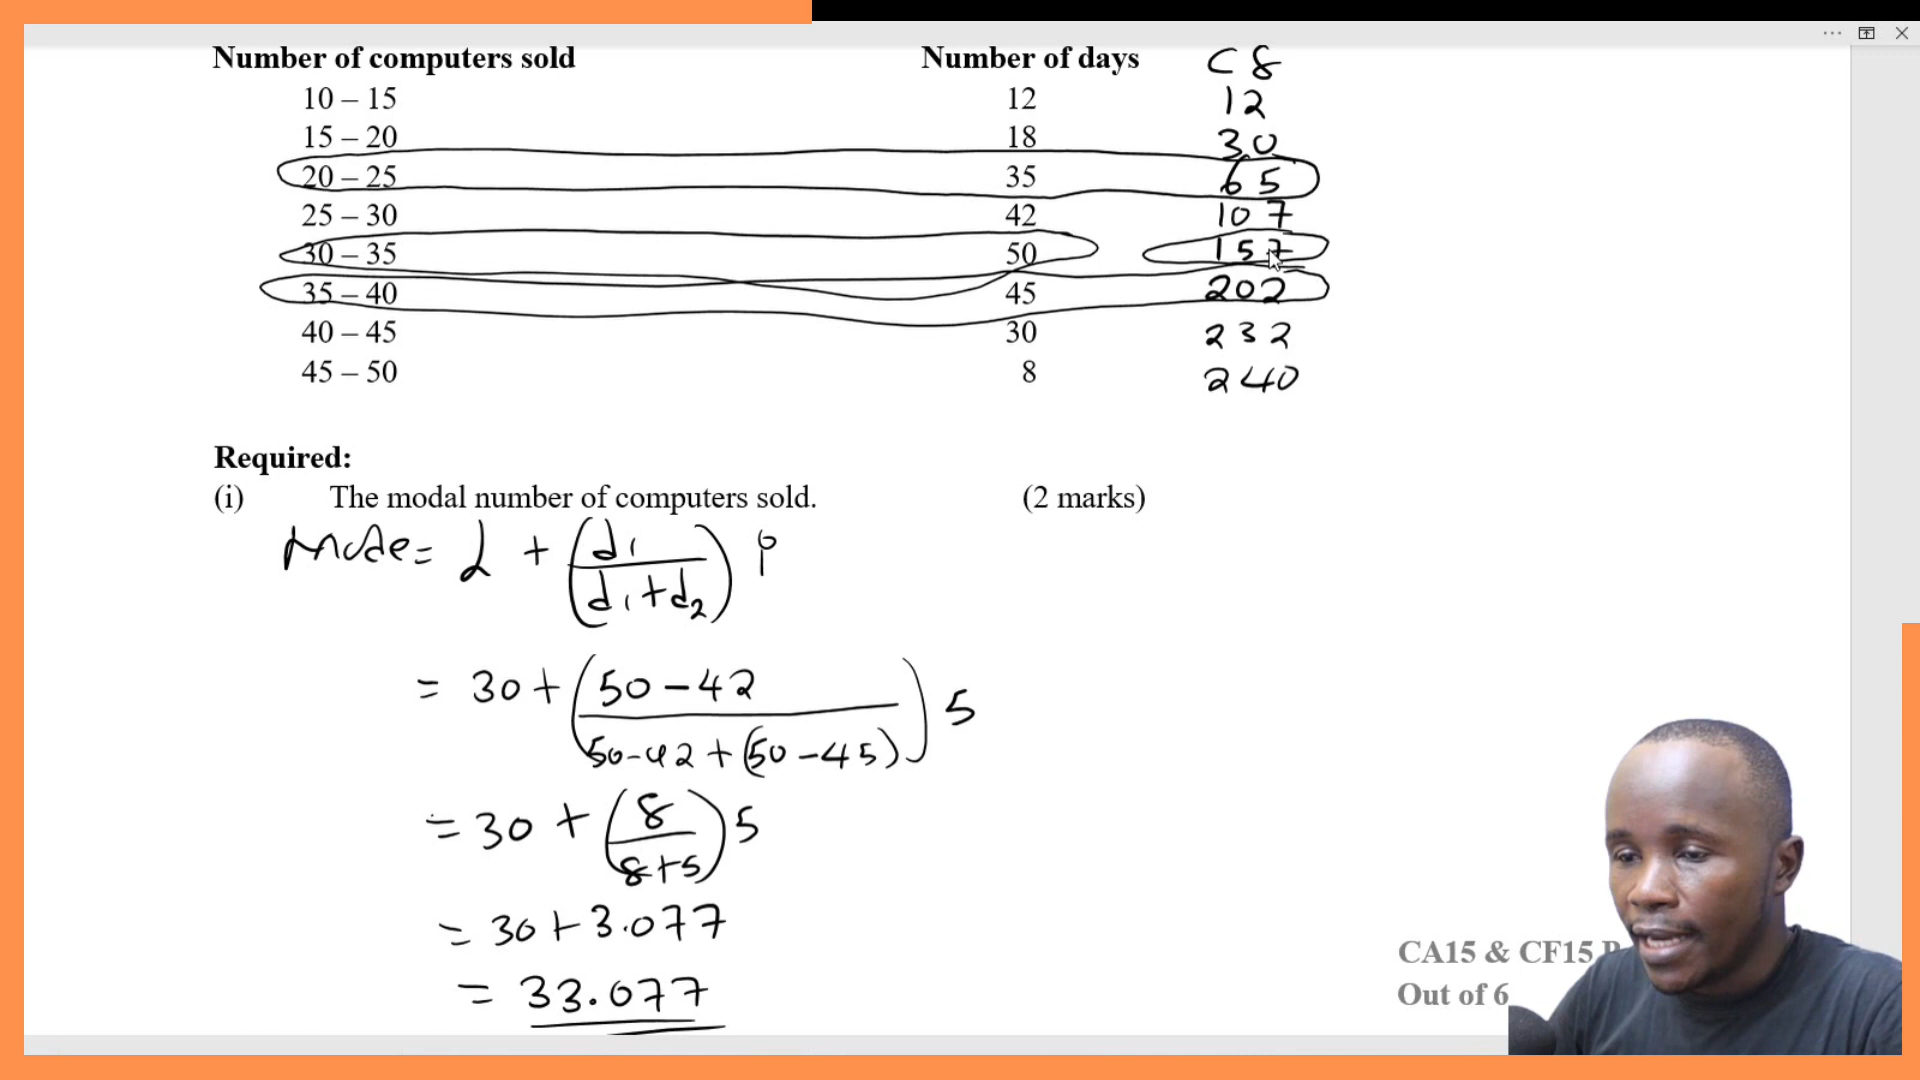 Number of computers sold Number of days CF
10 – 15 12 12
15 – 20 18 30
20 – 25 35 65
25 – 30 42 107
30 – 35 50 157
35 – 40 45 202
40 – 45 30 232
45 – 50 8 240
Required:
(i) The modal number of computers sold. (2 marks)
Mode = L + (d1 / d1+d2) i
= 30 + (50-42 / 50-42 + (50-45)) 5
= 30 + (8 / 8+5) 5
= 30 + 3.077
= 33.077
CA15 & CF15
Out of 6